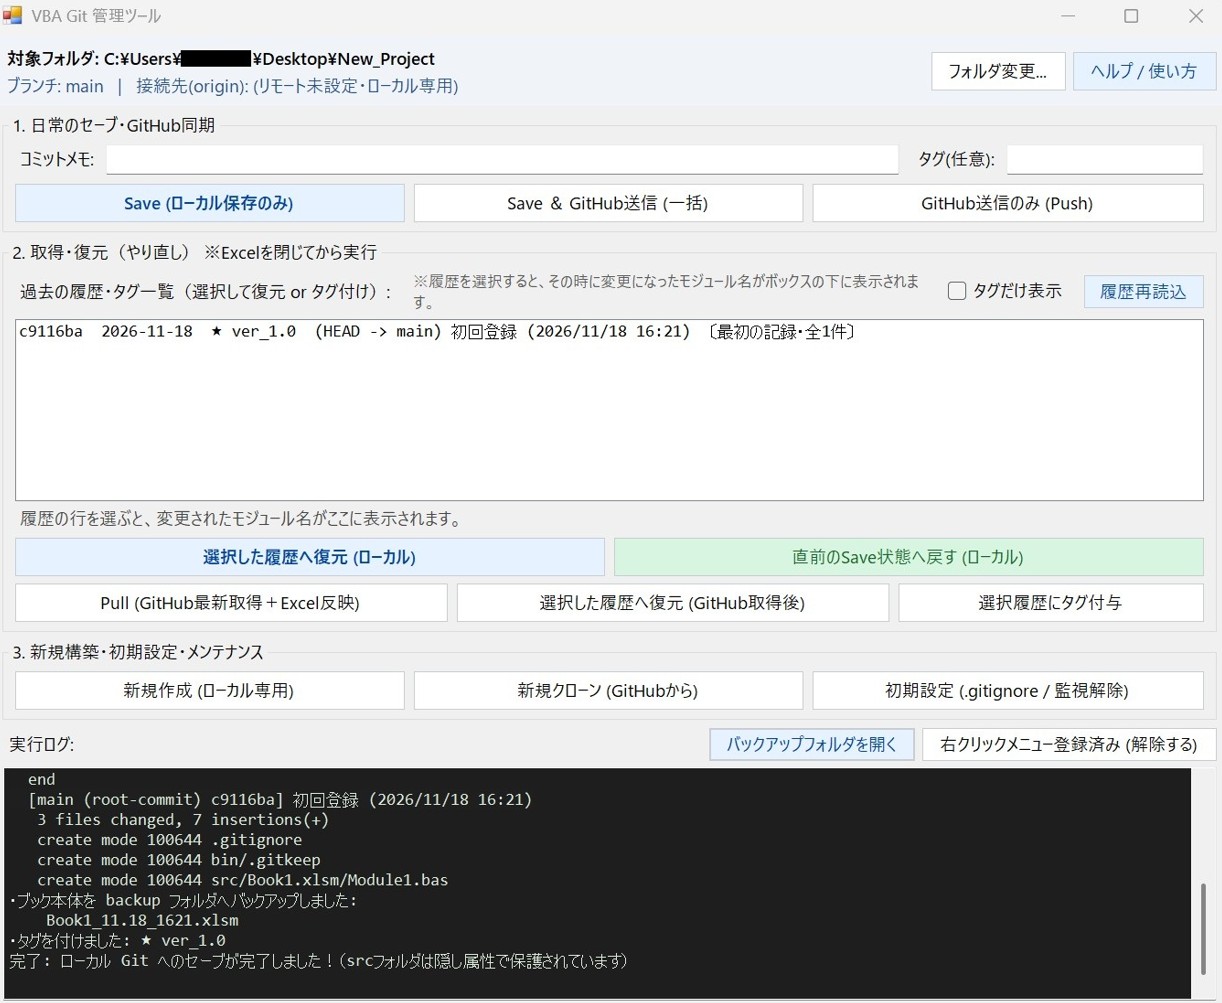 VBA Git 管理ツール
対象フォルダ: C:¥Users¥ ¥Desktop¥New_Project
フォルダ変更...
ヘルプ / 使い方
ブランチ: main | 接続先(origin): (リモート未設定・ローカル専用)
1. 日常のセーブ・GitHub同期
コミットメモ:
タグ(任意):
Save (ローカル保存のみ)
Save & GitHub送信 (一括)
GitHub送信のみ (Push)
2. 取得・復元（やり直し） ※Excelを閉じてから実行
過去の履歴・タグ一覧（選択して復元 or タグ付け）:
※履歴を選択すると、その時に変更になったモジュール名がボックスの下に表示されま
す。
タグだけ表示
履歴再読込
c9116ba 2026-11-18 ★ ver_1.0 (HEAD -> main) 初回登録 (2026/11/18 16:21) 〔最初の記録・全1件〕
履歴の行を選ぶと、変更されたモジュール名がここに表示されます。
選択した履歴へ復元 (ローカル)
直前のSave状態へ戻す (ローカル)
Pull (GitHub最新取得＋Excel反映)
選択した履歴へ復元 (GitHub取得後)
選択履歴にタグ付与
3. 新規構築・初期設定・メンテナンス
新規作成 (ローカル専用)
新規クローン (GitHubから)
初期設定 (.gitignore / 監視解除)
実行ログ:
バックアップフォルダを開く
右クリックメニュー登録済み (解除する)
end
[main (root-commit) c9116ba] 初回登録 (2026/11/18 16:21)
3 files changed, 7 insertions(+)
create mode 100644 .gitignore
create mode 100644 bin/.gitkeep
create mode 100644 src/Book1.xlsm/Module1.bas
・ブック本体を backup フォルダへバックアップしました:
Book1_11.18_1621.xlsm
・タグを付けました: ★ ver_1.0
完了: ローカル Git へのセーブが完了しました！(srcフォルダは隠し属性で保護されています)